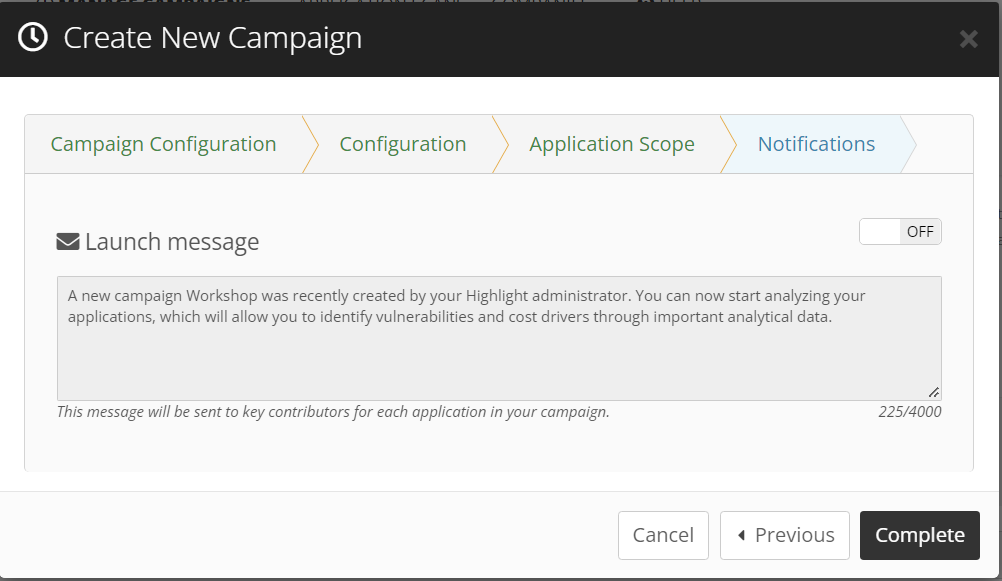 Create New Campaign
Campaign Configuration
Configuration
Application Scope
Notifications
Launch message
OFF
A new campaign Workshop was recently created by your Highlight administrator. You can now start analyzing your
applications, which will allow you to identify vulnerabilities and cost drivers through important analytical data.
This message will be sent to key contributors for each application in your campaign.
225/4000
Cancel
Previous
Complete